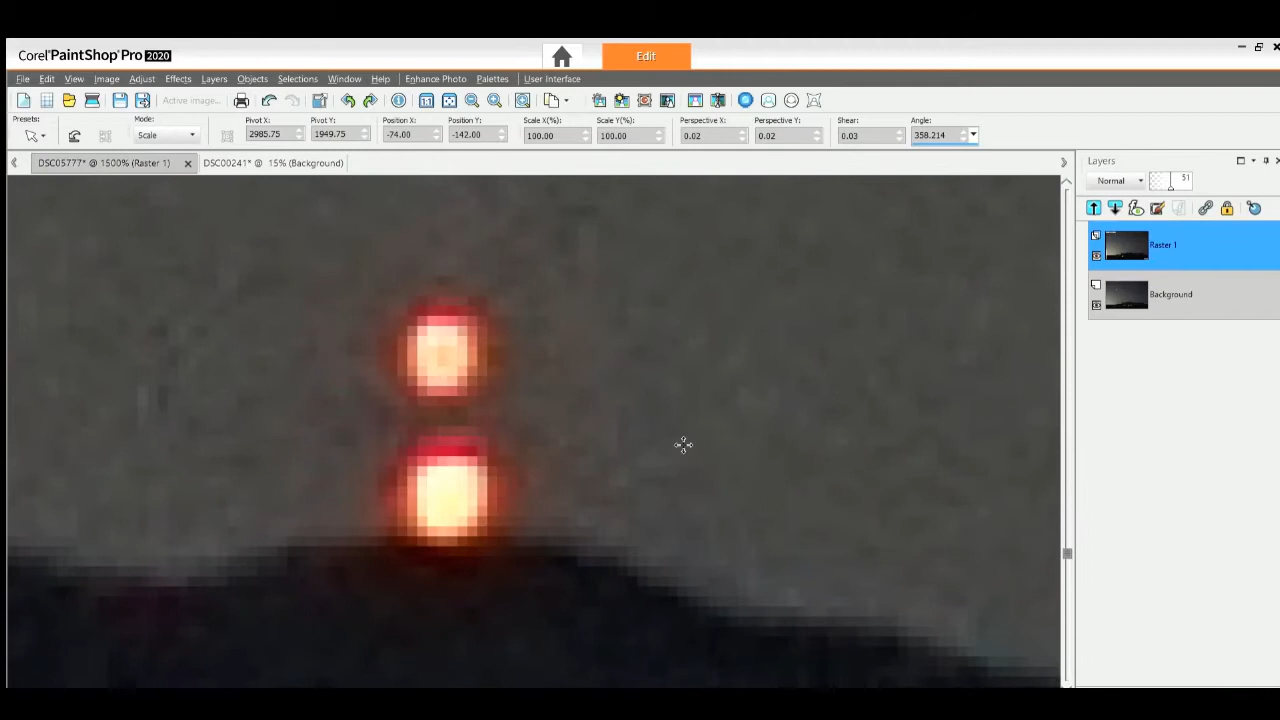 Corel PaintShop Pro 2020
Edit
File Edit View Image Adjust Effects Layers Objects Selections Window Help Enhance Photo Palettes User Interface
Active image...
Presets: Mode: Pivot X: Pivot Y: Position X: Position Y: Scale X(%): Scale Y(%): Perspective X: Perspective Y: Shear: Angle:
Scale 2985.75 1949.75 -74.00 -142.00 100.00 100.00 0.02 0.02 0.03 358.214
DSC05777* @ 1500% (Raster 1) DSC00241* @ 15% (Background)
Layers
Normal 51
Raster 1
Background